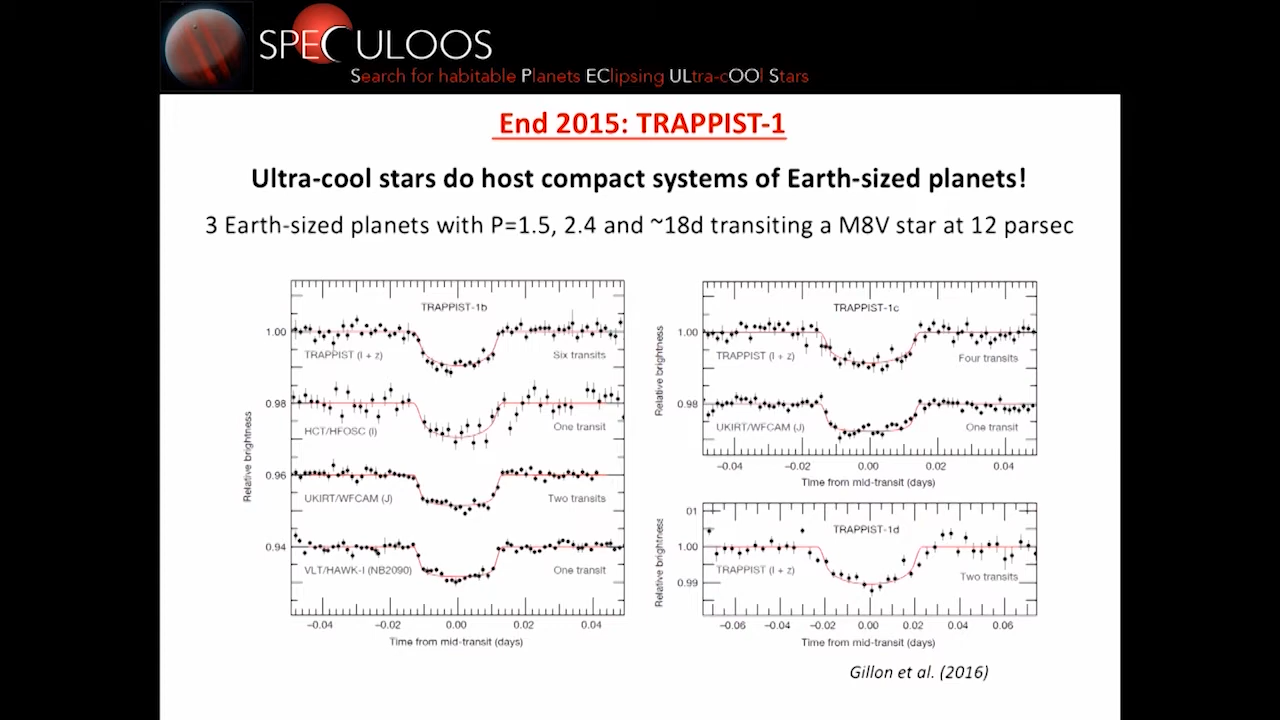 SPECULOOS
Search for habitable Planets EClipsing ULtra-cOOl Stars
End 2015: TRAPPIST-1
Ultra-cool stars do host compact systems of Earth-sized planets!
3 Earth-sized planets with P=1.5, 2.4 and ~18d transiting a M8V star at 12 parsec
TRAPPIST-1b
1.00
TRAPPIST (I + z)
Six transits
0.98
HCT/HFOSC (I)
One transit
Relative brightness
0.96
UKIRT/WFCAM (J)
Two transits
0.94
VLT/HAWK-I (NB2090)
One transit
−0.04 −0.02 0.00 0.02 0.04
Time from mid-transit (days)
TRAPPIST-1c
1.00
TRAPPIST (I + z)
Four transits
Relative brightness
0.98
UKIRT/WFCAM (J)
One transit
−0.04 −0.02 0.00 0.02 0.04
Time from mid-transit (days)
01
TRAPPIST-1d
1.00
TRAPPIST (I + z)
Two transits
Relative brightness
0.99
−0.06 −0.04 −0.02 0.00 0.02 0.04 0.06
Time from mid-transit (days)
Gillon et al. (2016)